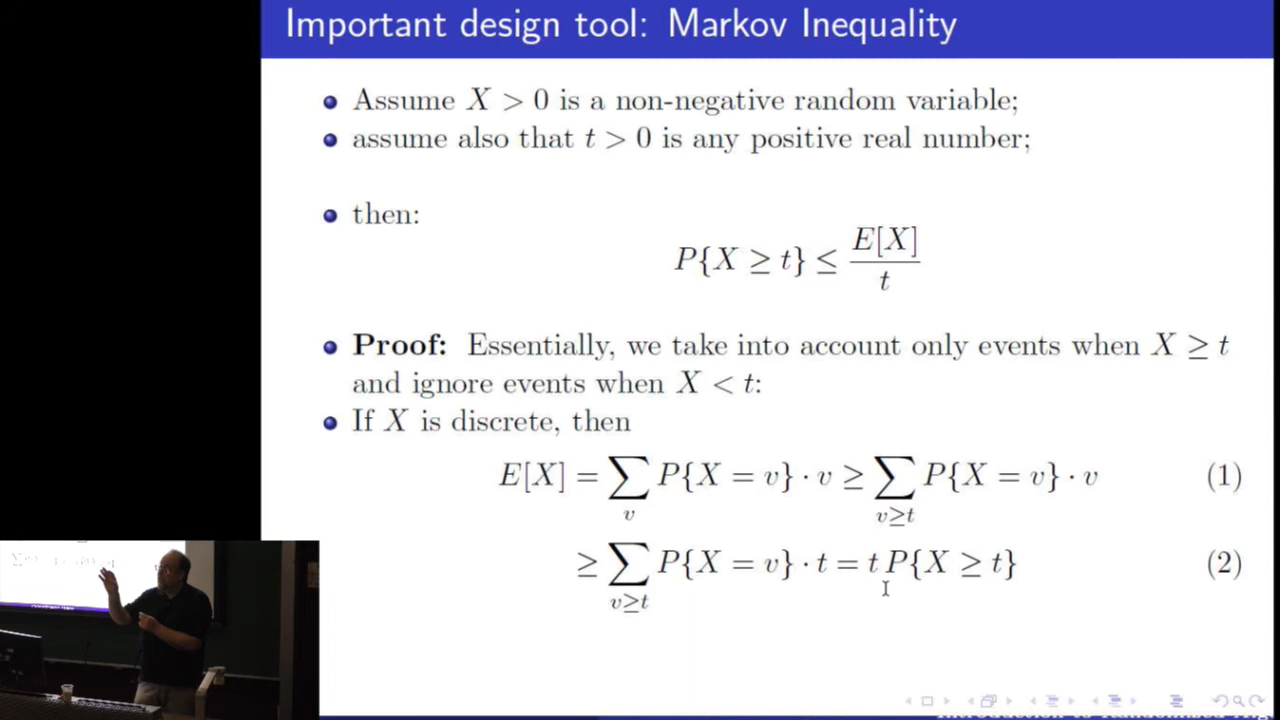 Important design tool: Markov Inequality
Assume X > 0 is a non-negative random variable;
assume also that t > 0 is any positive real number;
then:
P{X ≥ t} ≤ E[X]/t
Proof: Essentially, we take into account only events when X ≥ t
and ignore events when X < t:
If X is discrete, then
E[X] = ∑_v P{X = v} · v ≥ ∑_{v≥t} P{X = v} · v (1)
≥ ∑_{v≥t} P{X = v} · t = t P{X ≥ t} (2)